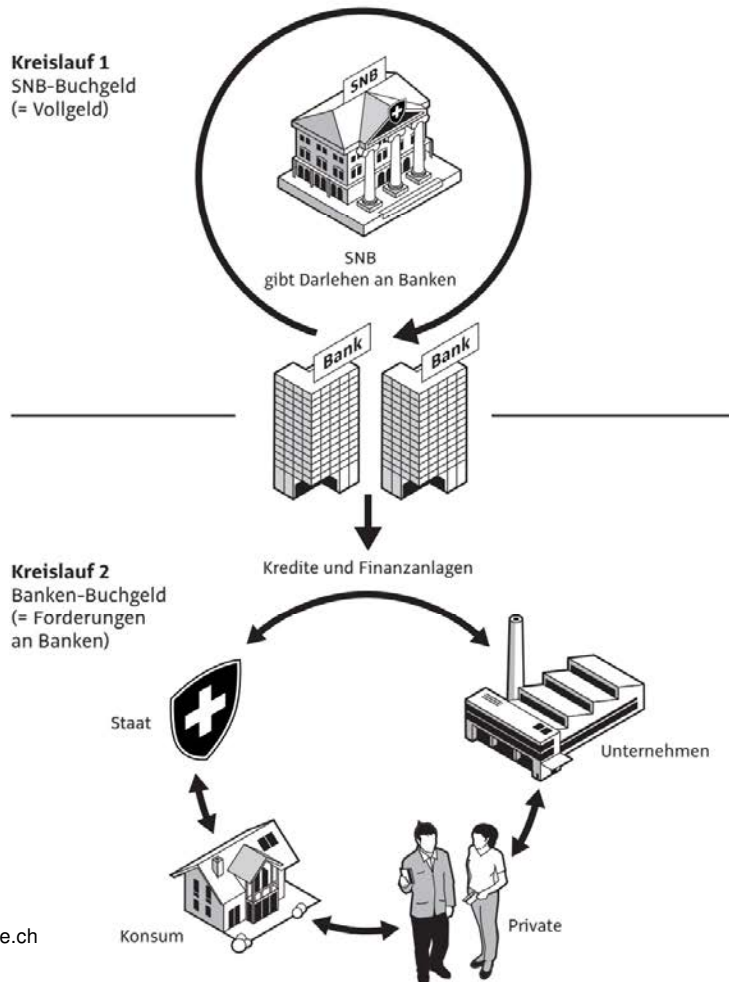 Kreislauf 1
SNB-Buchgeld
(= Vollgeld)
SNB
SNB
gibt Darlehen an Banken
Bank
Bank
Kredite und Finanzanlagen
Kreislauf 2
Banken-Buchgeld
(= Forderungen
an Banken)
Staat
Unternehmen
Konsum
Private
e.ch